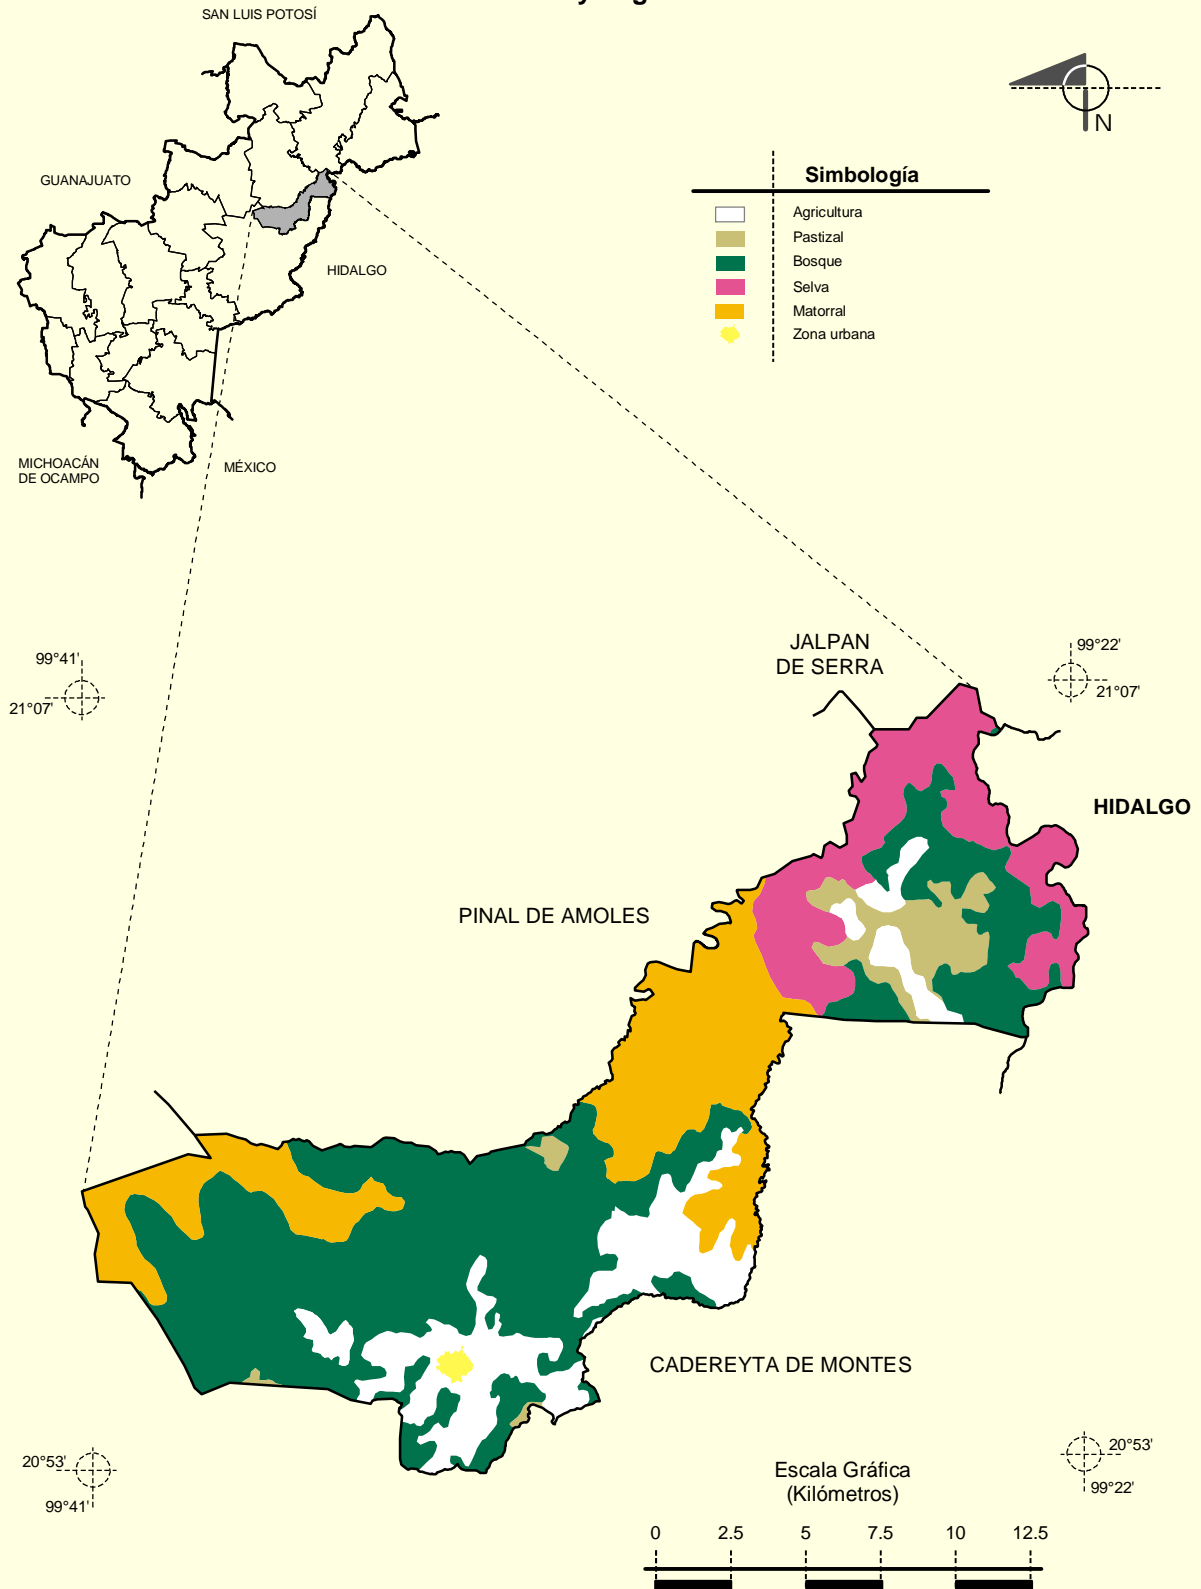 SAN LUIS POTOSÍ
N
GUANAJUATO
HIDALGO
MICHOACÁN
DE OCAMPO
MÉXICO
Simbología
Agricultura
Pastizal
Bosque
Selva
Matorral
Zona urbana
99°41'
21°07'
JALPAN
DE SERRA
99°22'
21°07'
HIDALGO
PINAL DE AMOLES
CADEREYTA DE MONTES
20°53'
99°41'
20°53'
99°22'
Escala Gráfica
(Kilómetros)
0 2.5 5 7.5 10 12.5